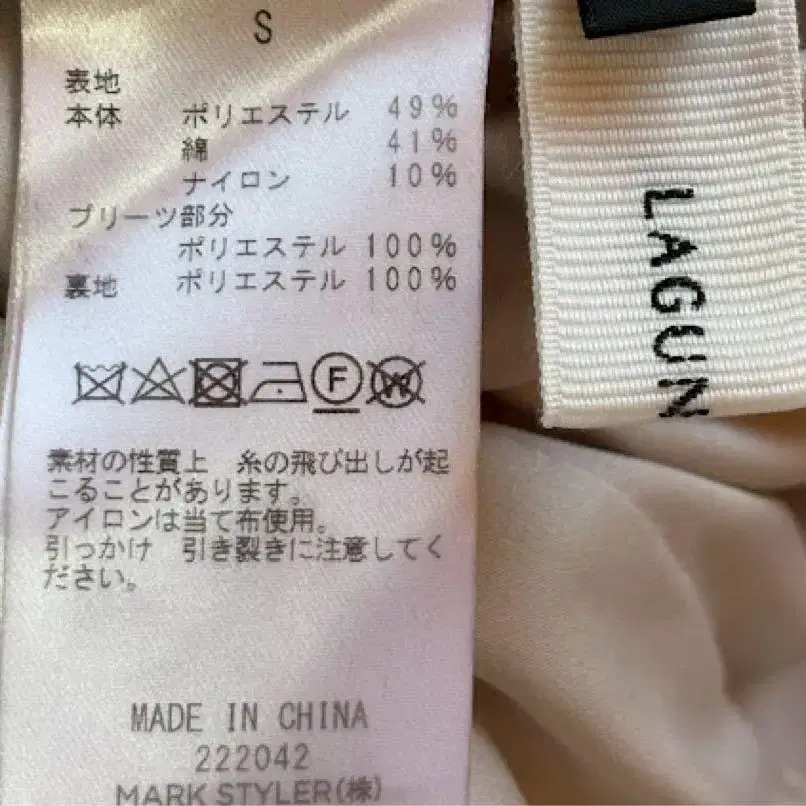 S
表地
本体 ポリエステル 49%
綿 41%
ナイロン 10%
プリーツ部分
ポリエステル 100%
裏地 ポリエステル 100%
F W
素材の性質上 糸の飛び出しが起
こることがあります。
アイロンは当て布使用。
引っかけ 引き裂きに注意してく
ださい。
MADE IN CHINA
222042
MARK STYLER(株)
LAGUN